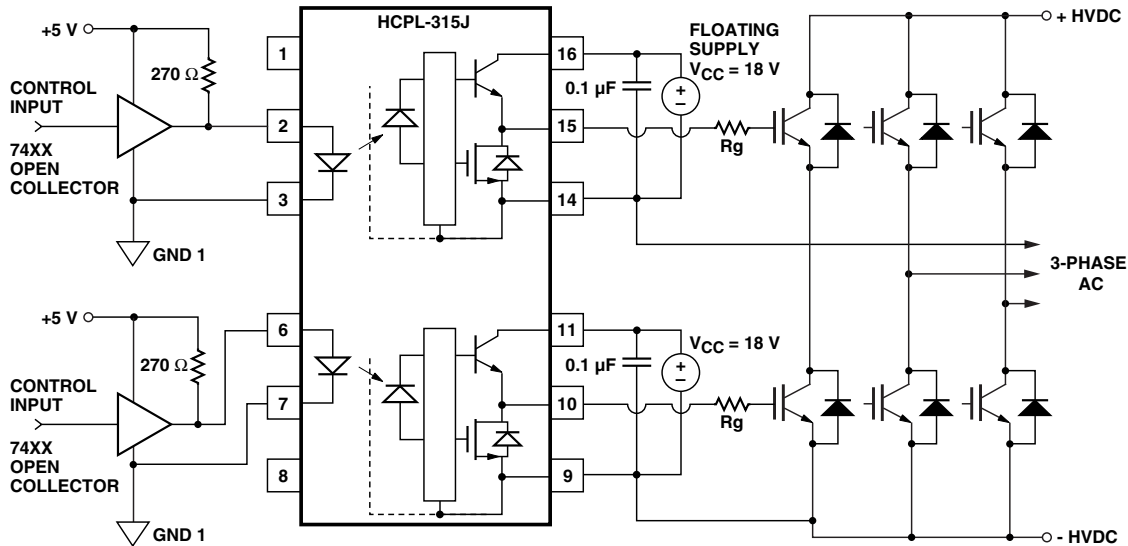 HCPL-315J
+5 V
270 Ω
CONTROL
INPUT
74XX
OPEN
COLLECTOR
GND 1
1
2
3
16
15
14
0.1 µF
FLOATING
SUPPLY
VCC = 18 V
+
–
Rg
+ HVDC
3-PHASE
AC
+5 V
270 Ω
CONTROL
INPUT
74XX
OPEN
COLLECTOR
GND 1
6
7
8
11
10
9
0.1 µF
VCC = 18 V
+
–
Rg
- HVDC